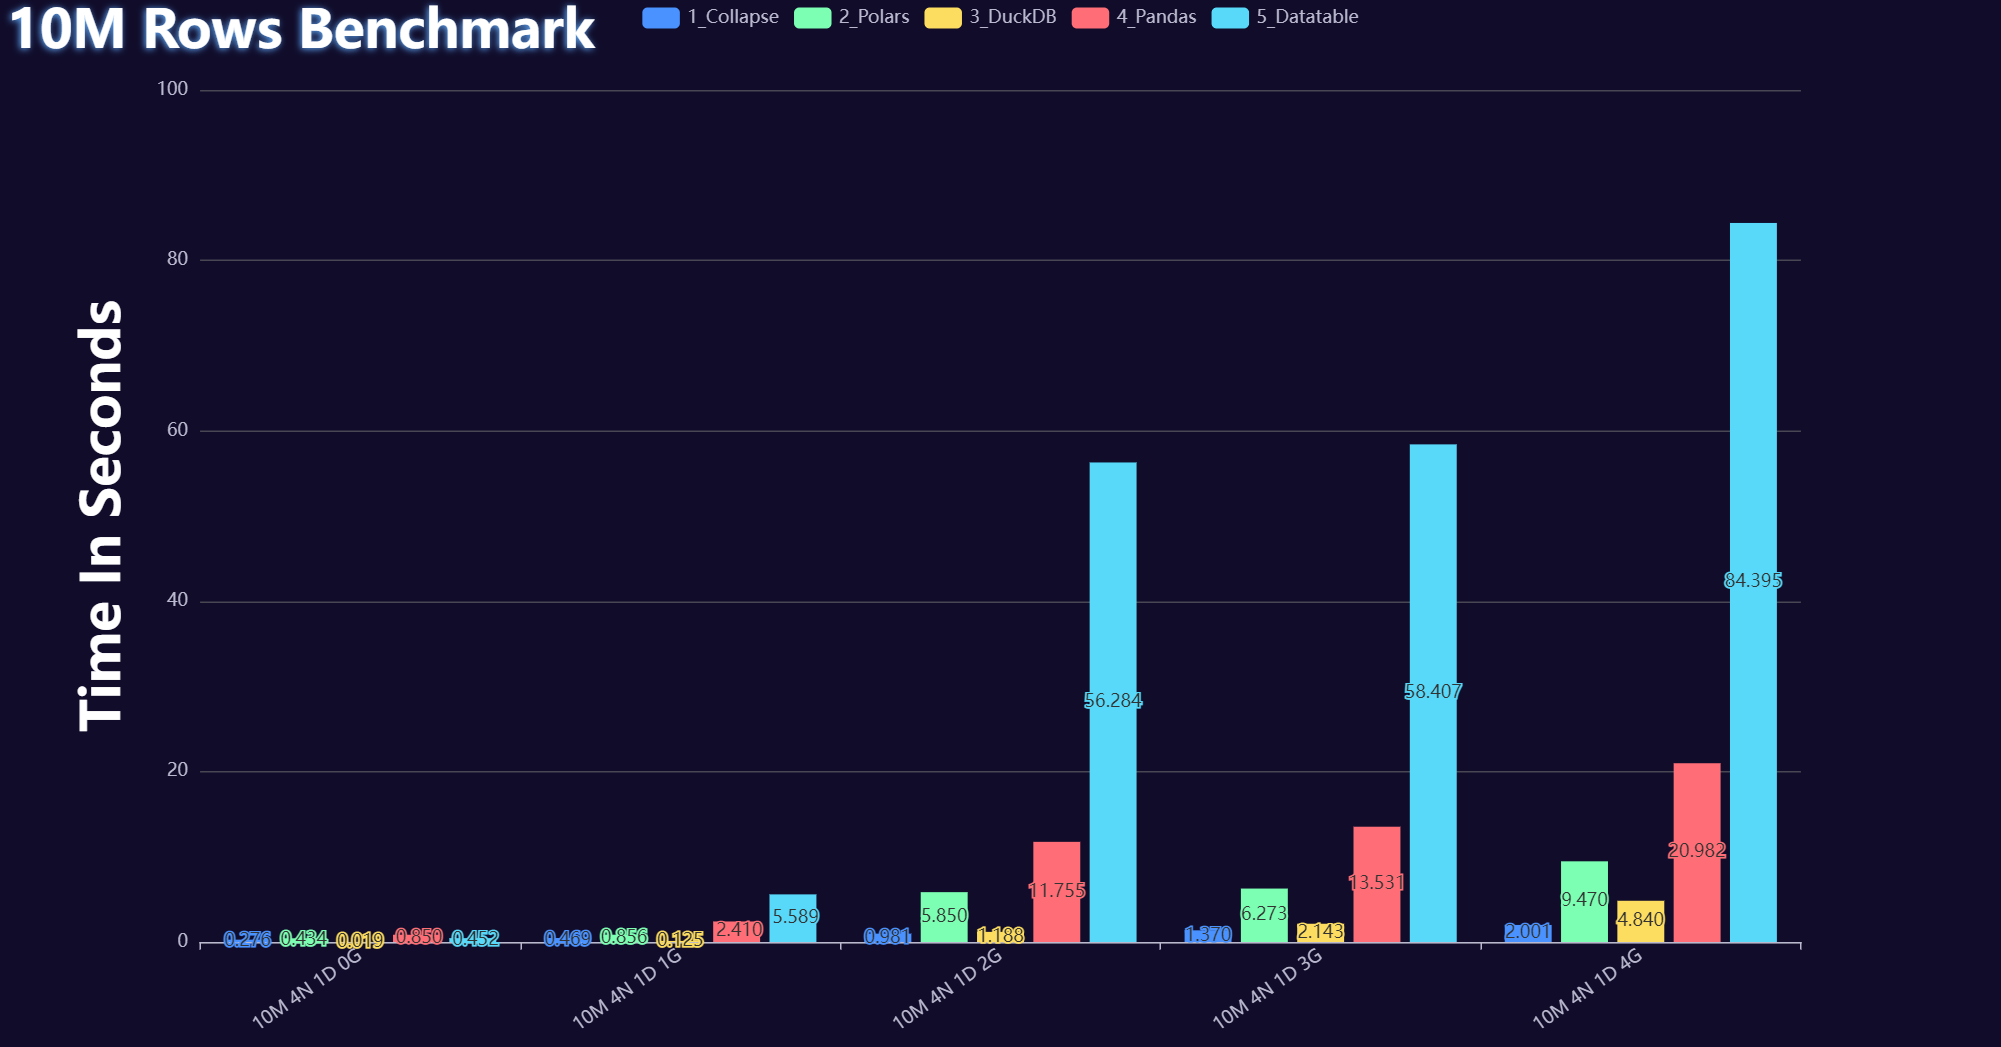 10M Rows Benchmark
1_Collapse 2_Polars 3_DuckDB 4_Pandas 5_Datatable
Time In Seconds
100
80
60
40
20
0
0.276 0.434 0.019 0.850 0.452
0.469 0.856 0.125 2.410 5.589
0.981 5.850 1.188 11.755 56.284
1.370 6.273 2.143 13.531 58.407
2.001 9.470 4.840 20.982 84.395
10M 4N 1D 0G
10M 4N 1D 1G
10M 4N 1D 2G
10M 4N 1D 3G
10M 4N 1D 4G